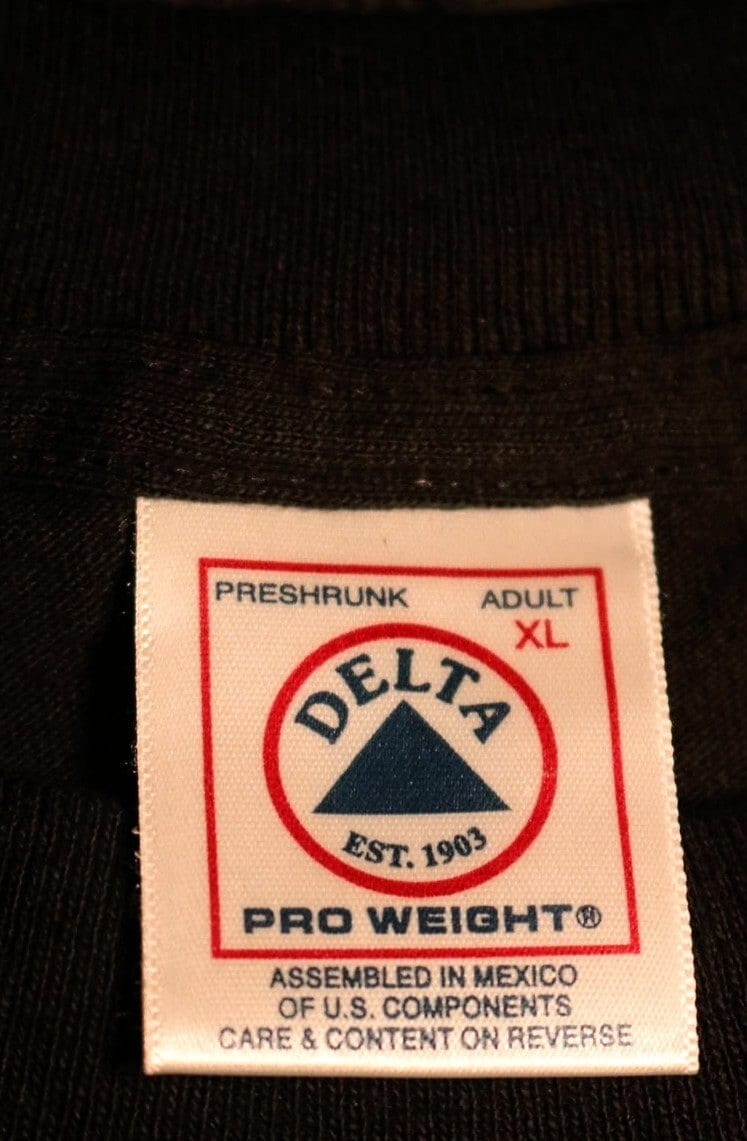 PRESHRUNK ADULT
XL
DELTA
EST. 1903
PRO WEIGHT®
ASSEMBLED IN MEXICO
OF U.S. COMPONENTS
CARE & CONTENT ON REVERSE